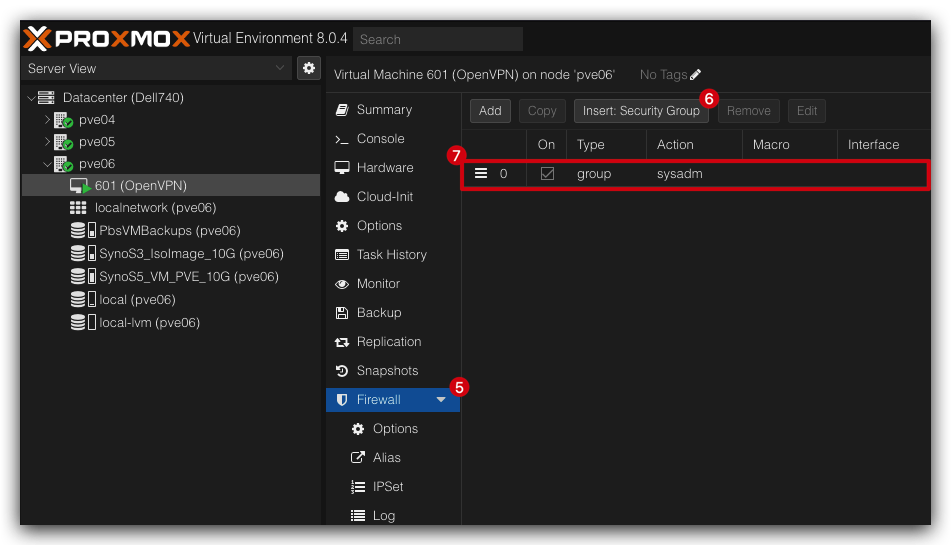 PROXMOX Virtual Environment 8.0.4 Search
Server View
Datacenter (Dell740)
pve04
pve05
pve06
601 (OpenVPN)
localnetwork (pve06)
PbsVMBackups (pve06)
SynoS3_IsoImage_10G (pve06)
SynoS5_VM_PVE_10G (pve06)
local (pve06)
local-lvm (pve06)
Virtual Machine 601 (OpenVPN) on node 'pve06' No Tags
Summary
Console
Hardware
Cloud-Init
Options
Task History
Monitor
Backup
Replication
Snapshots
Firewall
5
Options
Alias
IPSet
Log
6
Add Copy Insert: Security Group Remove Edit
On Type Action Macro Interface
7
0 group sysadm